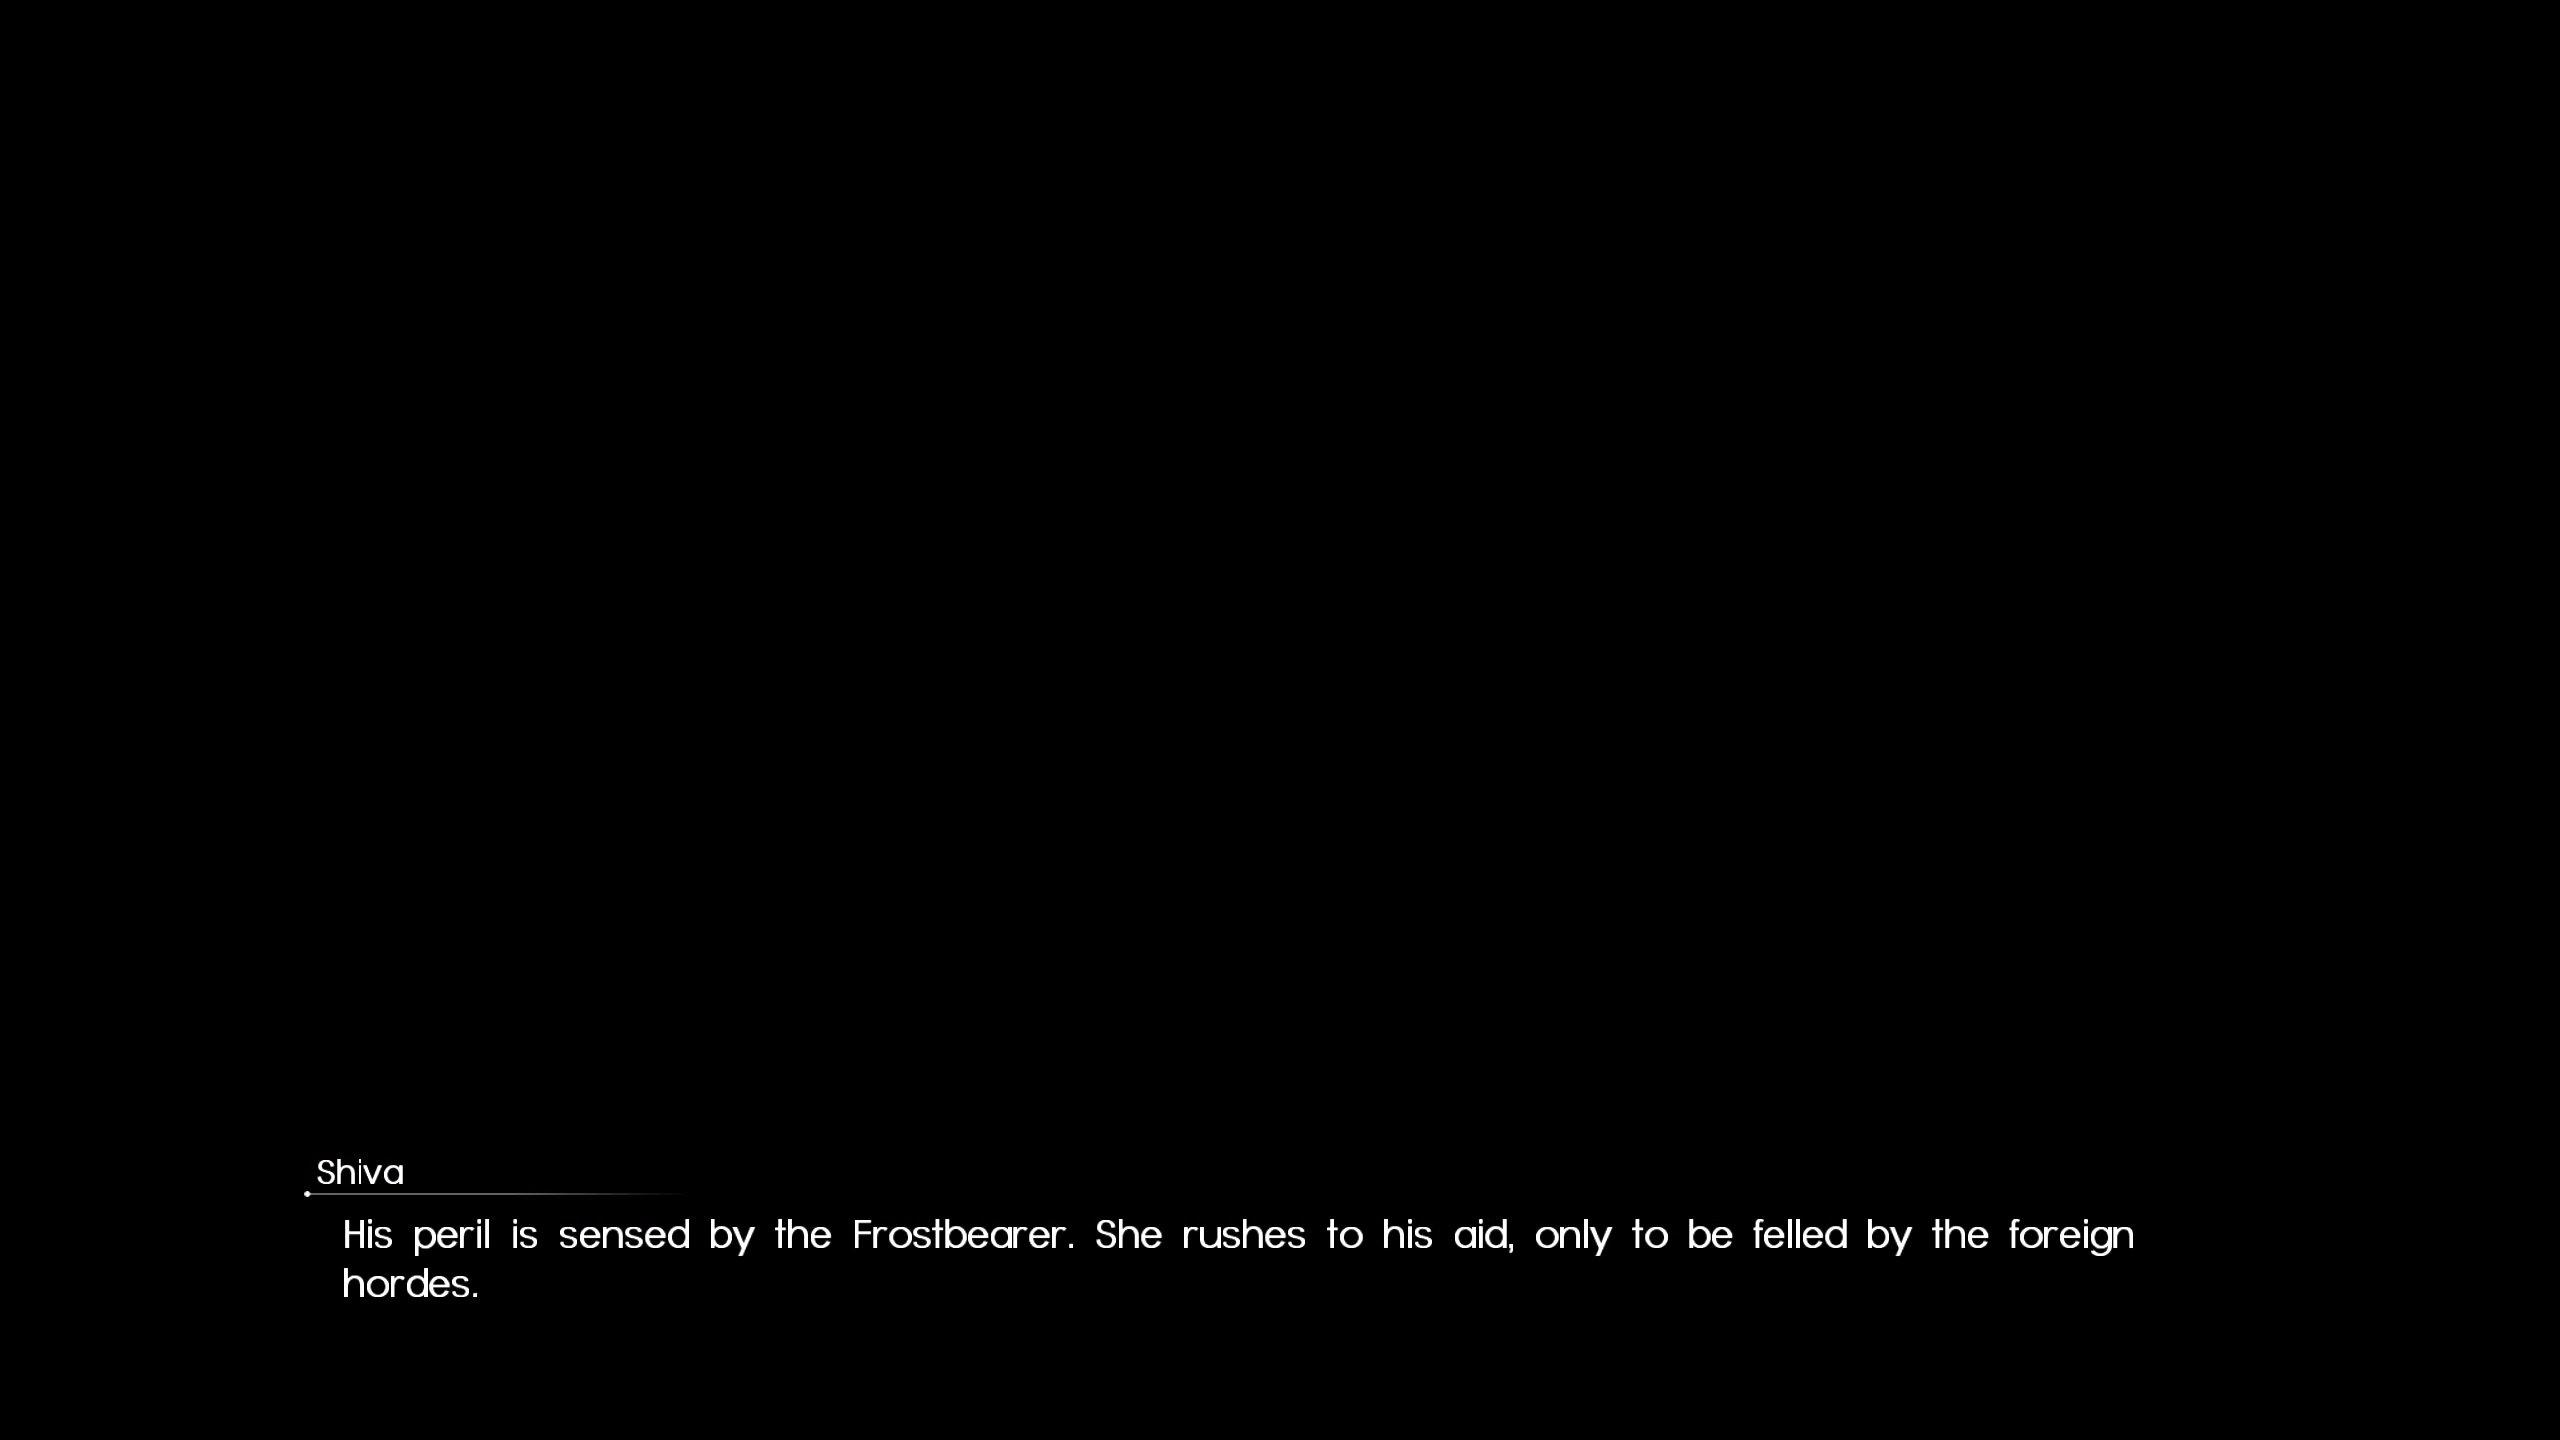 Shiva
His peril is sensed by the Frostbearer. She rushes to his aid, only to be felled by the foreign
hordes.